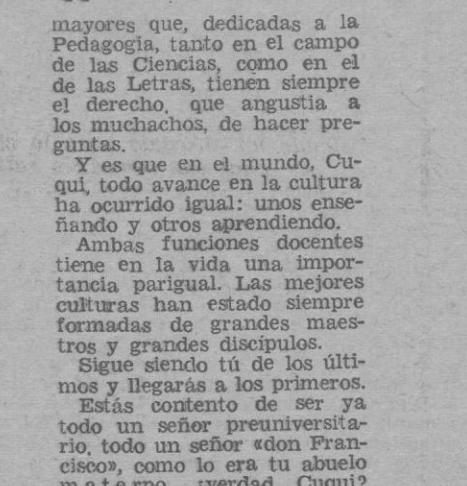 mayores que, dedicadas a la
Pedagogia, tanto en el campo
de las Ciencias, como en el
de las Letras, tienen siempre
el derecho, que angustia a
los muchachos, de hacer pre-
guntas.
Y es que en el mundo, Cu-
qui, todo avance en la cultura
ha ocurrido igual: unos ense-
ñando y otros aprendiendo.
Ambas funciones docentes
tiene en la vida una impor-
tancia parigual. Las mejores
culturas han estado siempre
formadas de grandes maes-
tros y grandes discípulos.
Sigue siendo tú de los últi-
mos y llegarás a los primeros.
Estás contento de ser ya
todo un señor preuniversita-
rio, todo un señor «don Fran-
cisco», como lo era tu abuelo
materno, ¿verdad, Cuqui?